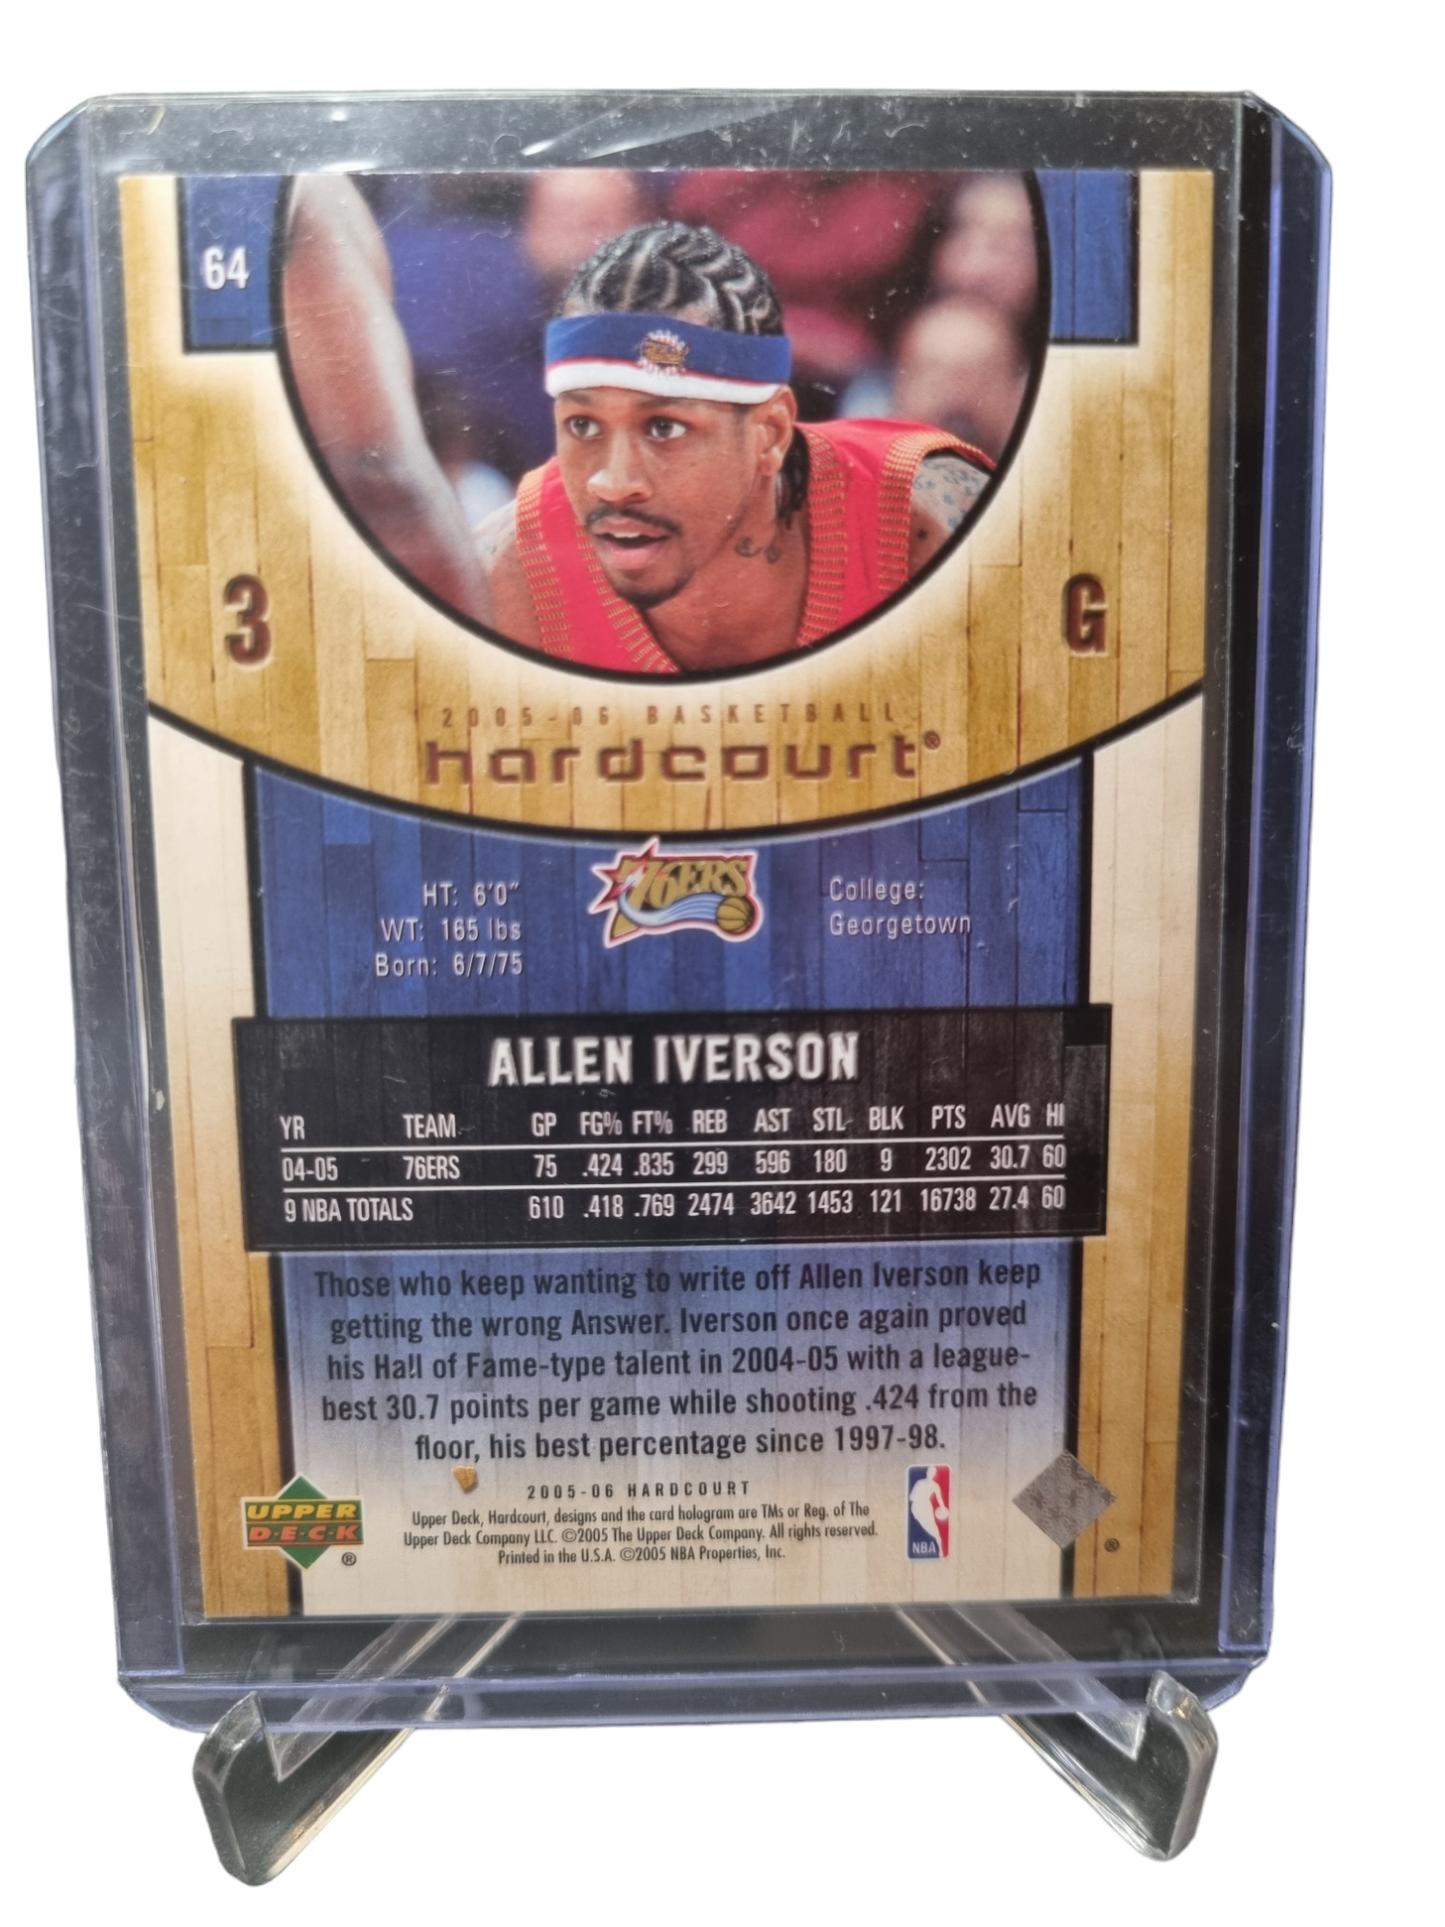 64
3
G
2005-06 BASKETBALL
hardcourt®
76ERS
HT: 6'0"
WT: 165 lbs
Born: 6/7/75
College:
Georgetown
ALLEN IVERSON
YR TEAM GP FG% FT% REB AST STL BLK PTS AVG HI
04-05 76ERS 75 .424 .835 299 596 180 9 2302 30.7 60
9 NBA TOTALS 610 .418 .769 2474 3642 1453 121 16738 27.4 60
Those who keep wanting to write off Allen Iverson keep
getting the wrong Answer. Iverson once again proved
his Hall of Fame-type talent in 2004-05 with a league-
best 30.7 points per game while shooting .424 from the
floor, his best percentage since 1997-98.
UPPER
D•E•C•K
®
2005-06 HARDCOURT
Upper Deck, Hardcourt, designs and the card hologram are TMs or Reg. of The
Upper Deck Company LLC. ©2005 The Upper Deck Company. All rights reserved.
Printed in the U.S.A. ©2005 NBA Properties, Inc.
NBA
®